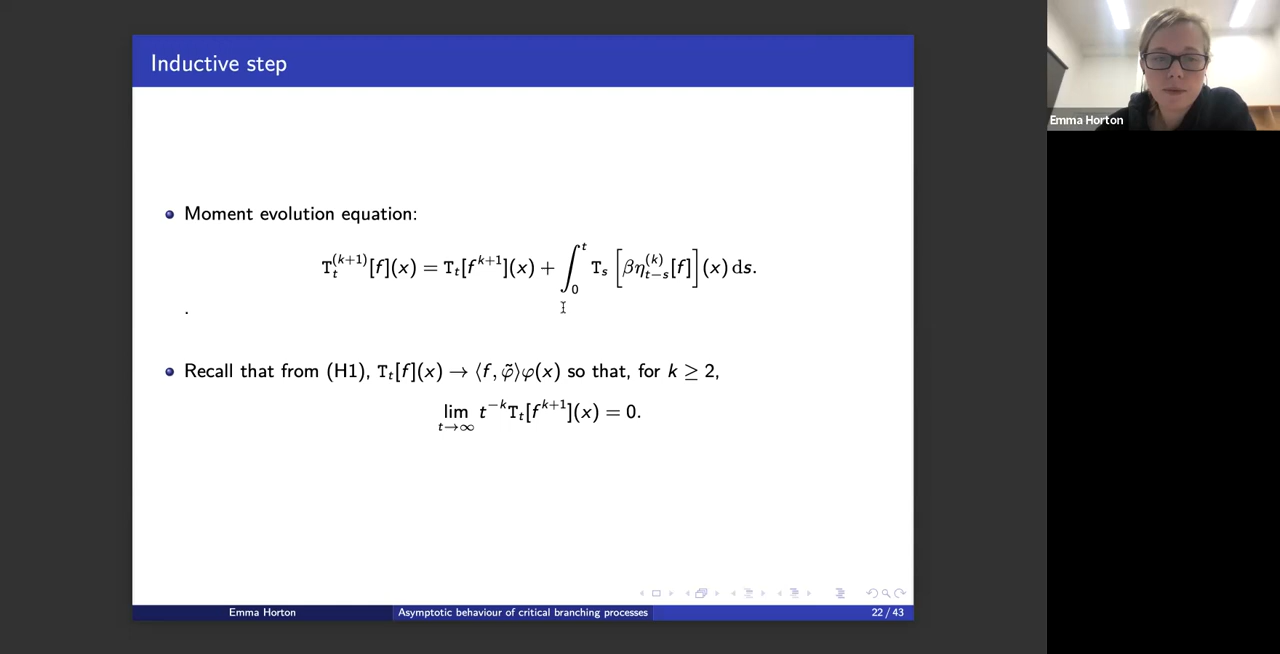 Inductive step
Emma Horton
Moment evolution equation:
T_t^{(k+1)}[f](x) = T_t[f^{k+1}](x) + ∫_0^t T_s [βη_{t−s}^{(k)}[f]](x) ds.
.
Recall that from (H1), T_t[f](x) → ⟨f, φ̃⟩φ(x) so that, for k ≥ 2,
lim_{t→∞} t^{−k}T_t[f^{k+1}](x) = 0.
Emma Horton Asymptotic behaviour of critical branching processes 22 / 43